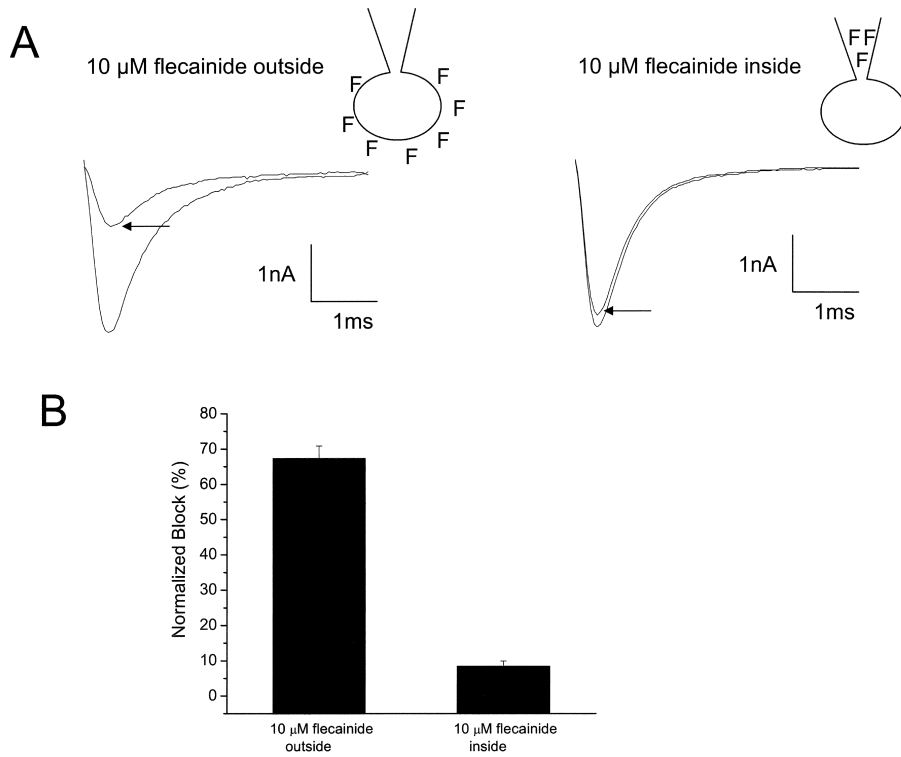 A
10 µM flecainide outside
F
F
F
F
F
F
F
1nA
1ms
10 µM flecainide inside
F F
F
1nA
1ms
B
Normalized Block (%)
80
70
60
50
40
30
20
10
0
10 µM flecainide
outside
10 µM flecainide
inside